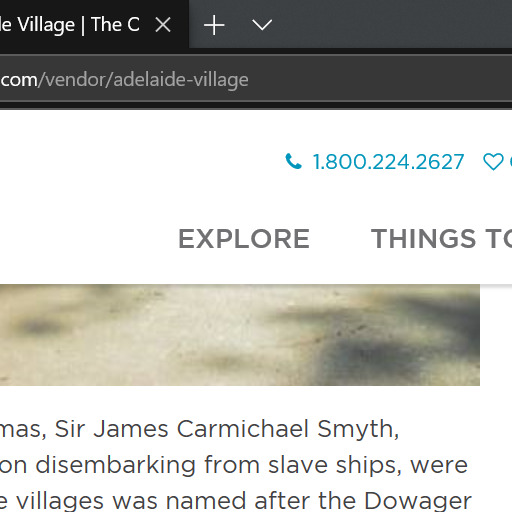 le Village | The C
.com/vendor/adelaide-village
1.800.224.2627
EXPLORE THINGS TO
mas, Sir James Carmichael Smyth,
on disembarking from slave ships, were
e villages was named after the Dowager